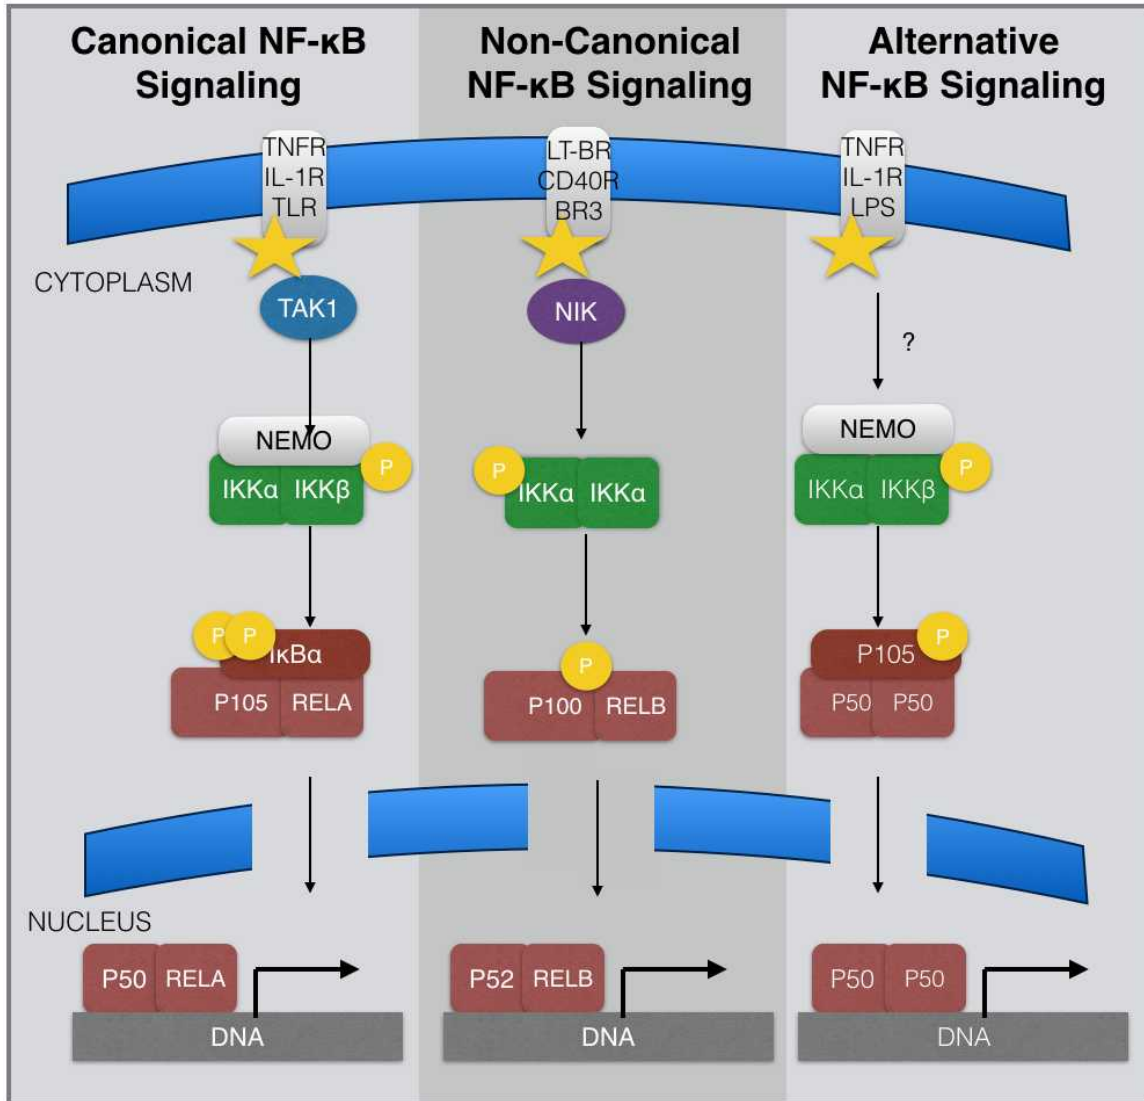 Canonical NF-κB
Signaling
Non-Canonical
NF-κB Signaling
Alternative
NF-κB Signaling
TNFR
IL-1R
TLR
LT-BR
CD40R
BR3
TNFR
IL-1R
LPS
CYTOPLASM
TAK1
NIK
?
NEMO
IKKα IKKβ
P
P
IKKα IKKα
NEMO
IKKα IKKβ
P
P P
IκBα
P105 RELA
P
P100 RELB
P105
P
P50 P50
NUCLEUS
P50 RELA
DNA
P52 RELB
DNA
P50 P50
DNA